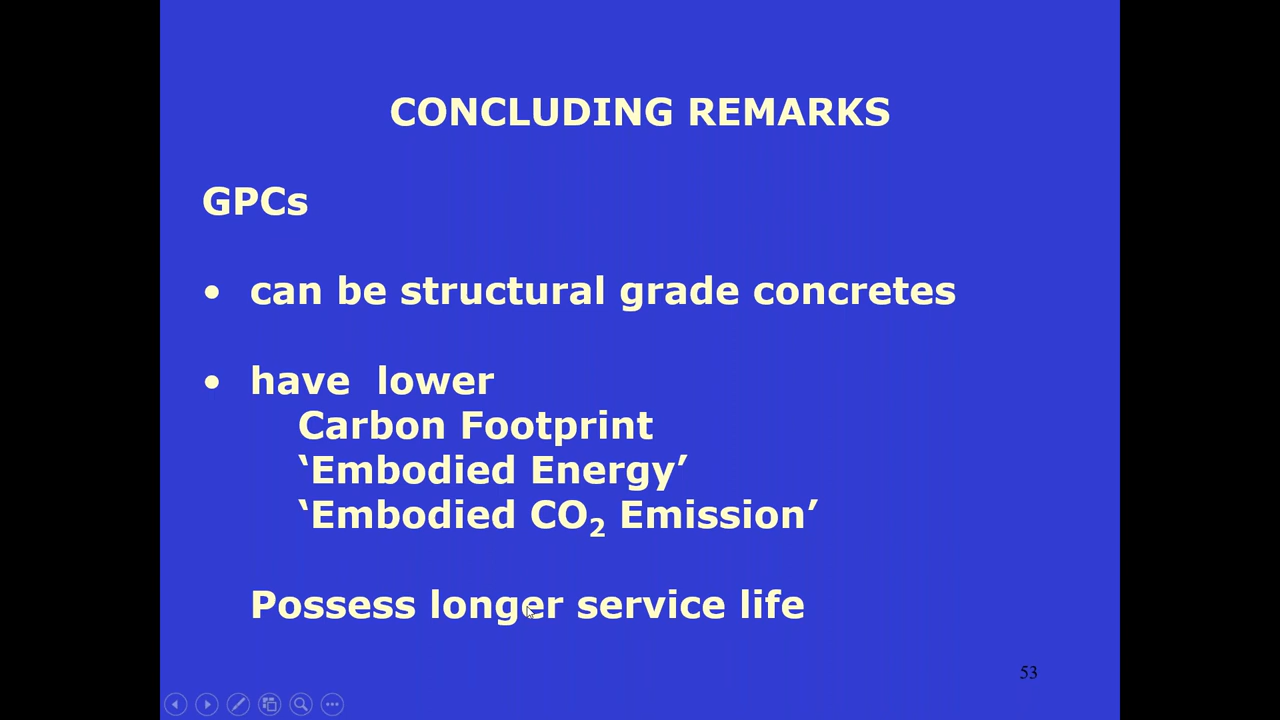 CONCLUDING REMARKS
GPCs
• can be structural grade concretes
• have lower
Carbon Footprint
‘Embodied Energy’
‘Embodied CO₂ Emission’
Possess longer service life
53